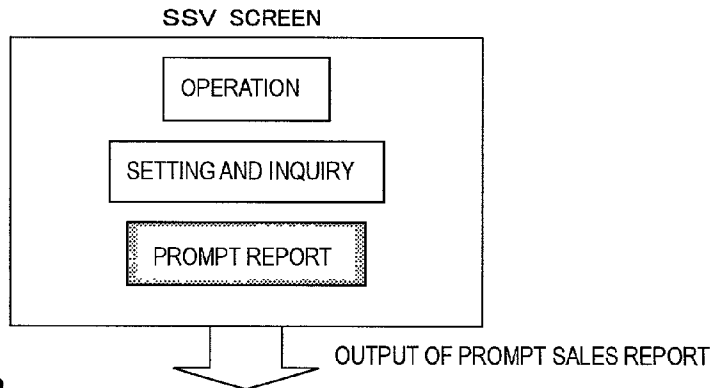 SSV SCREEN
OPERATION
SETTING AND INQUIRY
PROMPT REPORT
OUTPUT OF PROMPT SALES REPORT